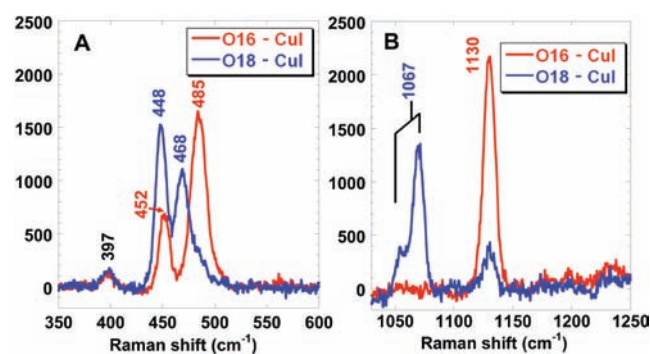 A
O16 - CuI
O18 - CuI
448
468
485
452
397
2500
2000
1500
1000
500
0
350 400 450 500 550 600
Raman shift (cm-1)
B
O16 - CuI
O18 - CuI
1067
1130
2500
2000
1500
1000
500
0
1050 1100 1150 1200 1250
Raman shift (cm-1)